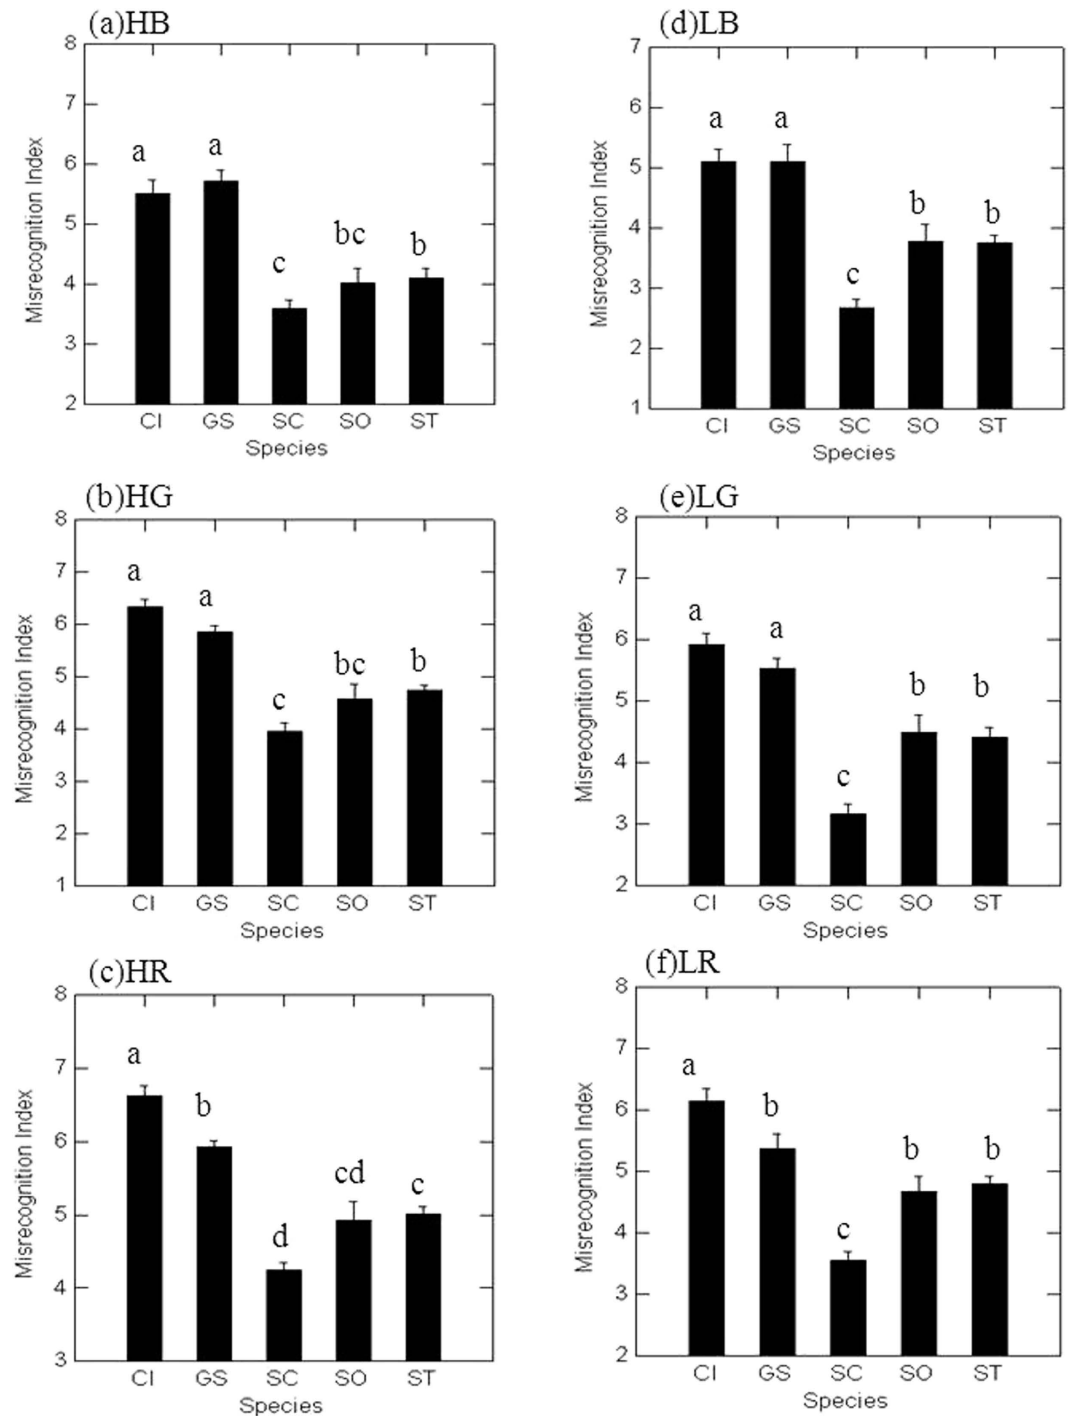 (a)HB
8
7
6
5
4
3
2
Misrecognition Index
a
a
c
bc
b
CI GS SC SO ST
Species
(d)LB
7
6
5
4
3
2
1
Misrecognition Index
a
a
c
b
b
CI GS SC SO ST
Species
(b)HG
8
7
6
5
4
3
2
1
Misrecognition Index
a
a
c
bc
b
CI GS SC SO ST
Species
(e)LG
8
7
6
5
4
3
2
Misrecognition Index
a
a
c
b
b
CI GS SC SO ST
Species
(c)HR
8
7
6
5
4
3
Misrecognition Index
a
b
d
cd
c
CI GS SC SO ST
Species
(f)LR
8
7
6
5
4
3
2
Misrecognition Index
a
b
c
b
b
CI GS SC SO ST
Species